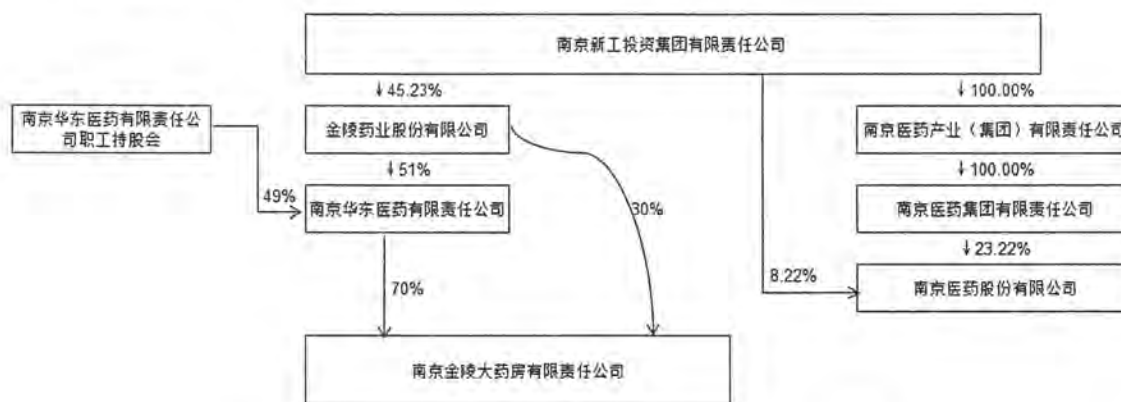 南京新工投资集团有限责任公司
↓45.23%
↓100.00%
南京华东医药有限责任公
司职工持股会
金陵药业股份有限公司
南京医药产业（集团）有限责任公司
↓51%
↓100.00%
49%
南京华东医药有限责任公司
30%
南京医药集团有限责任公司
↓23.22%
70%
8.22%
南京医药股份有限公司
南京金陵大药房有限责任公司